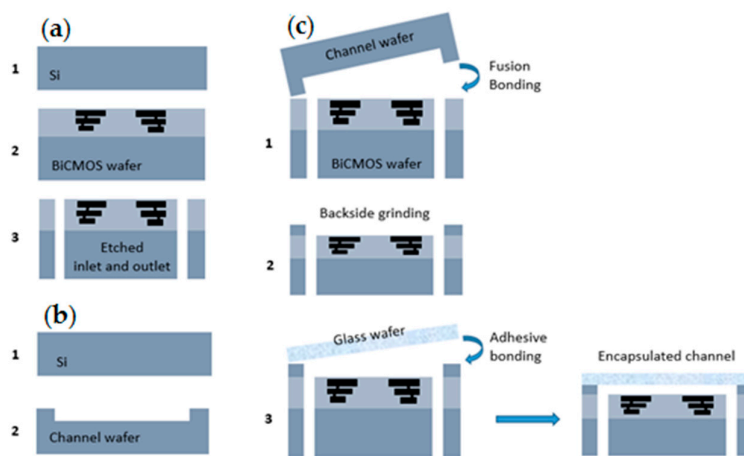 (a)
1
Si
2
BiCMOS wafer
3
Etched
inlet and outlet
(b)
1
Si
2
Channel wafer
(c)
Channel wafer
Fusion
Bonding
1
BiCMOS wafer
Backside grinding
2
Glass wafer
Adhesive
bonding
3
Encapsulated channel